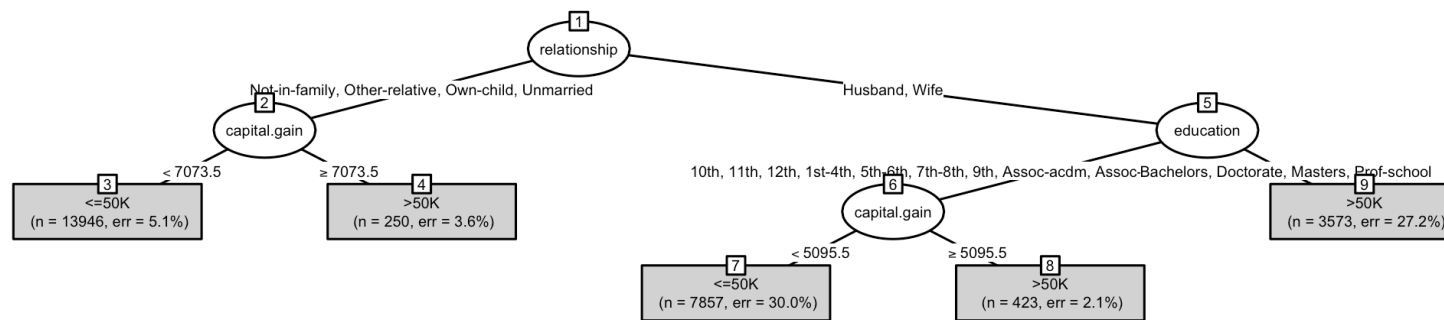 1
relationship
Not-in-family, Other-relative, Own-child, Unmarried
Husband, Wife
2
capital.gain
5
education
< 7073.5
≥ 7073.5
10th, 11th, 12th, 1st-4th, 5th-6th, 7th-8th, 9th, Assoc-acdm, Assoc-Bachelors, Doctorate, Masters, Prof-school
3
<=50K
(n = 13946, err = 5.1%)
4
>50K
(n = 250, err = 3.6%)
6
capital.gain
9
>50K
(n = 3573, err = 27.2%)
< 5095.5
≥ 5095.5
7
<=50K
(n = 7857, err = 30.0%)
8
>50K
(n = 423, err = 2.1%)